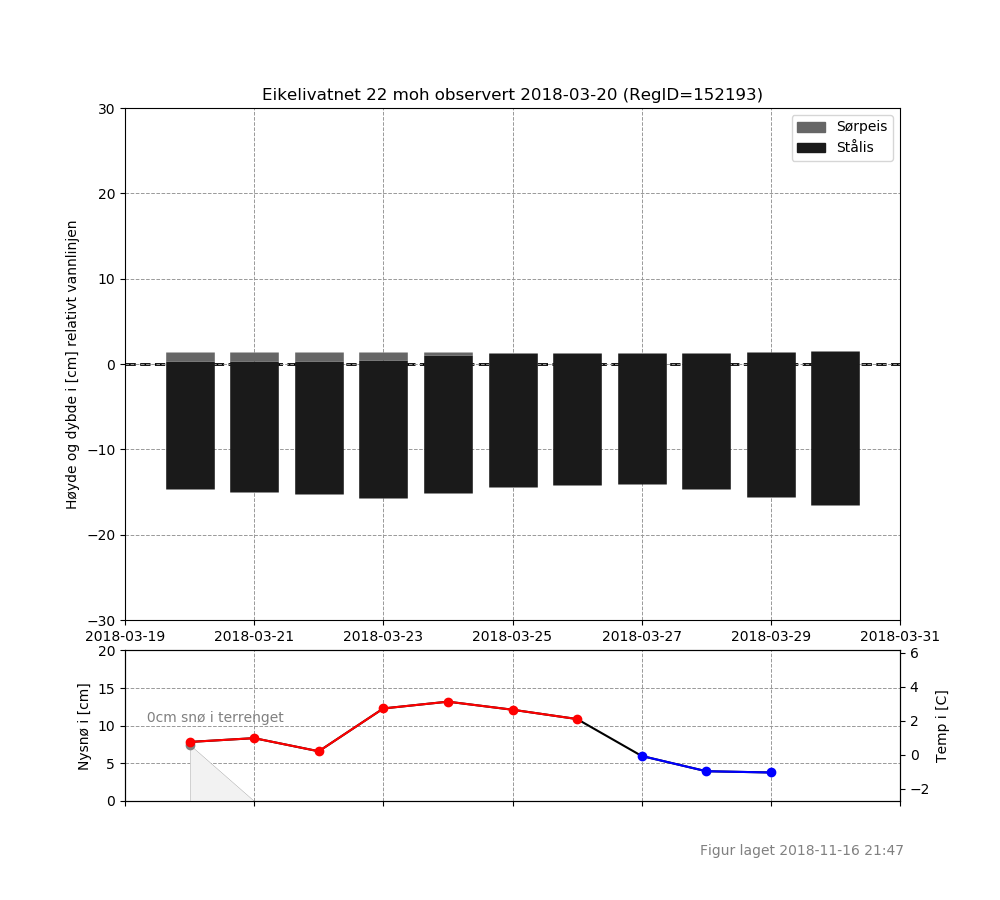 Eikelivatnet 22 moh observert 2018-03-20 (RegID=152193)
Sørpeis
Stålis
Høyde og dybde i [cm] relativt vannlinjen
30
20
10
0
−10
−20
−30
2018-03-19 2018-03-21 2018-03-23 2018-03-25 2018-03-27 2018-03-29 2018-03-31
Nysnø i [cm]
20
15
10
5
0
0cm snø i terrenget
6
4
2
0
−2
Temp i [C]
Figur laget 2018-11-16 21:47